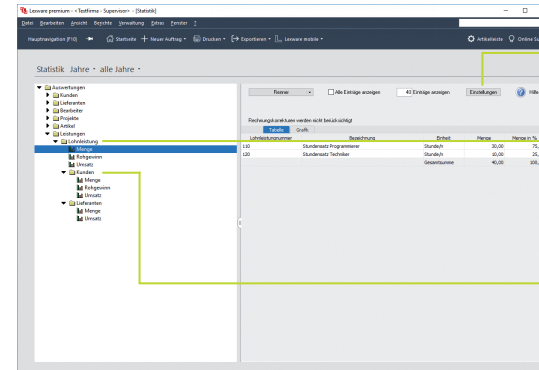 Lexware premium - <Testfirma - Supervisor> - [Statistik]
Datei Bearbeiten Ansicht Berichte Verwaltung Extras Fenster ?
Hauptnavigation (F10) Startseite Neuer Auftrag Drucken Exportieren Lexware mobile Artikelliste Online Su
Statistik Jahre alle Jahre
Auswertungen
Kunden
Lieferanten
Bearbeiter
Projekte
Artikel
Leistungen
Lohnleistung
Menge
Rohgewinn
Umsatz
Kunden
Menge
Rohgewinn
Umsatz
Lieferanten
Menge
Umsatz
Renner Alle Einträge anzeigen 40 Einträge anzeigen Einstellungen Hilfe
Rechnungskorrekturen werden nicht berücksichtigt
Tabelle Grafik
Lohnleistungsnummer Bezeichnung Einheit Menge Menge in %
110 Stundensatz Programmierer Stunde/n 30,00 75,
120 Stundensatz Techniker Stunde/n 10,00 25,
Gesamtsumme 40,00 100,